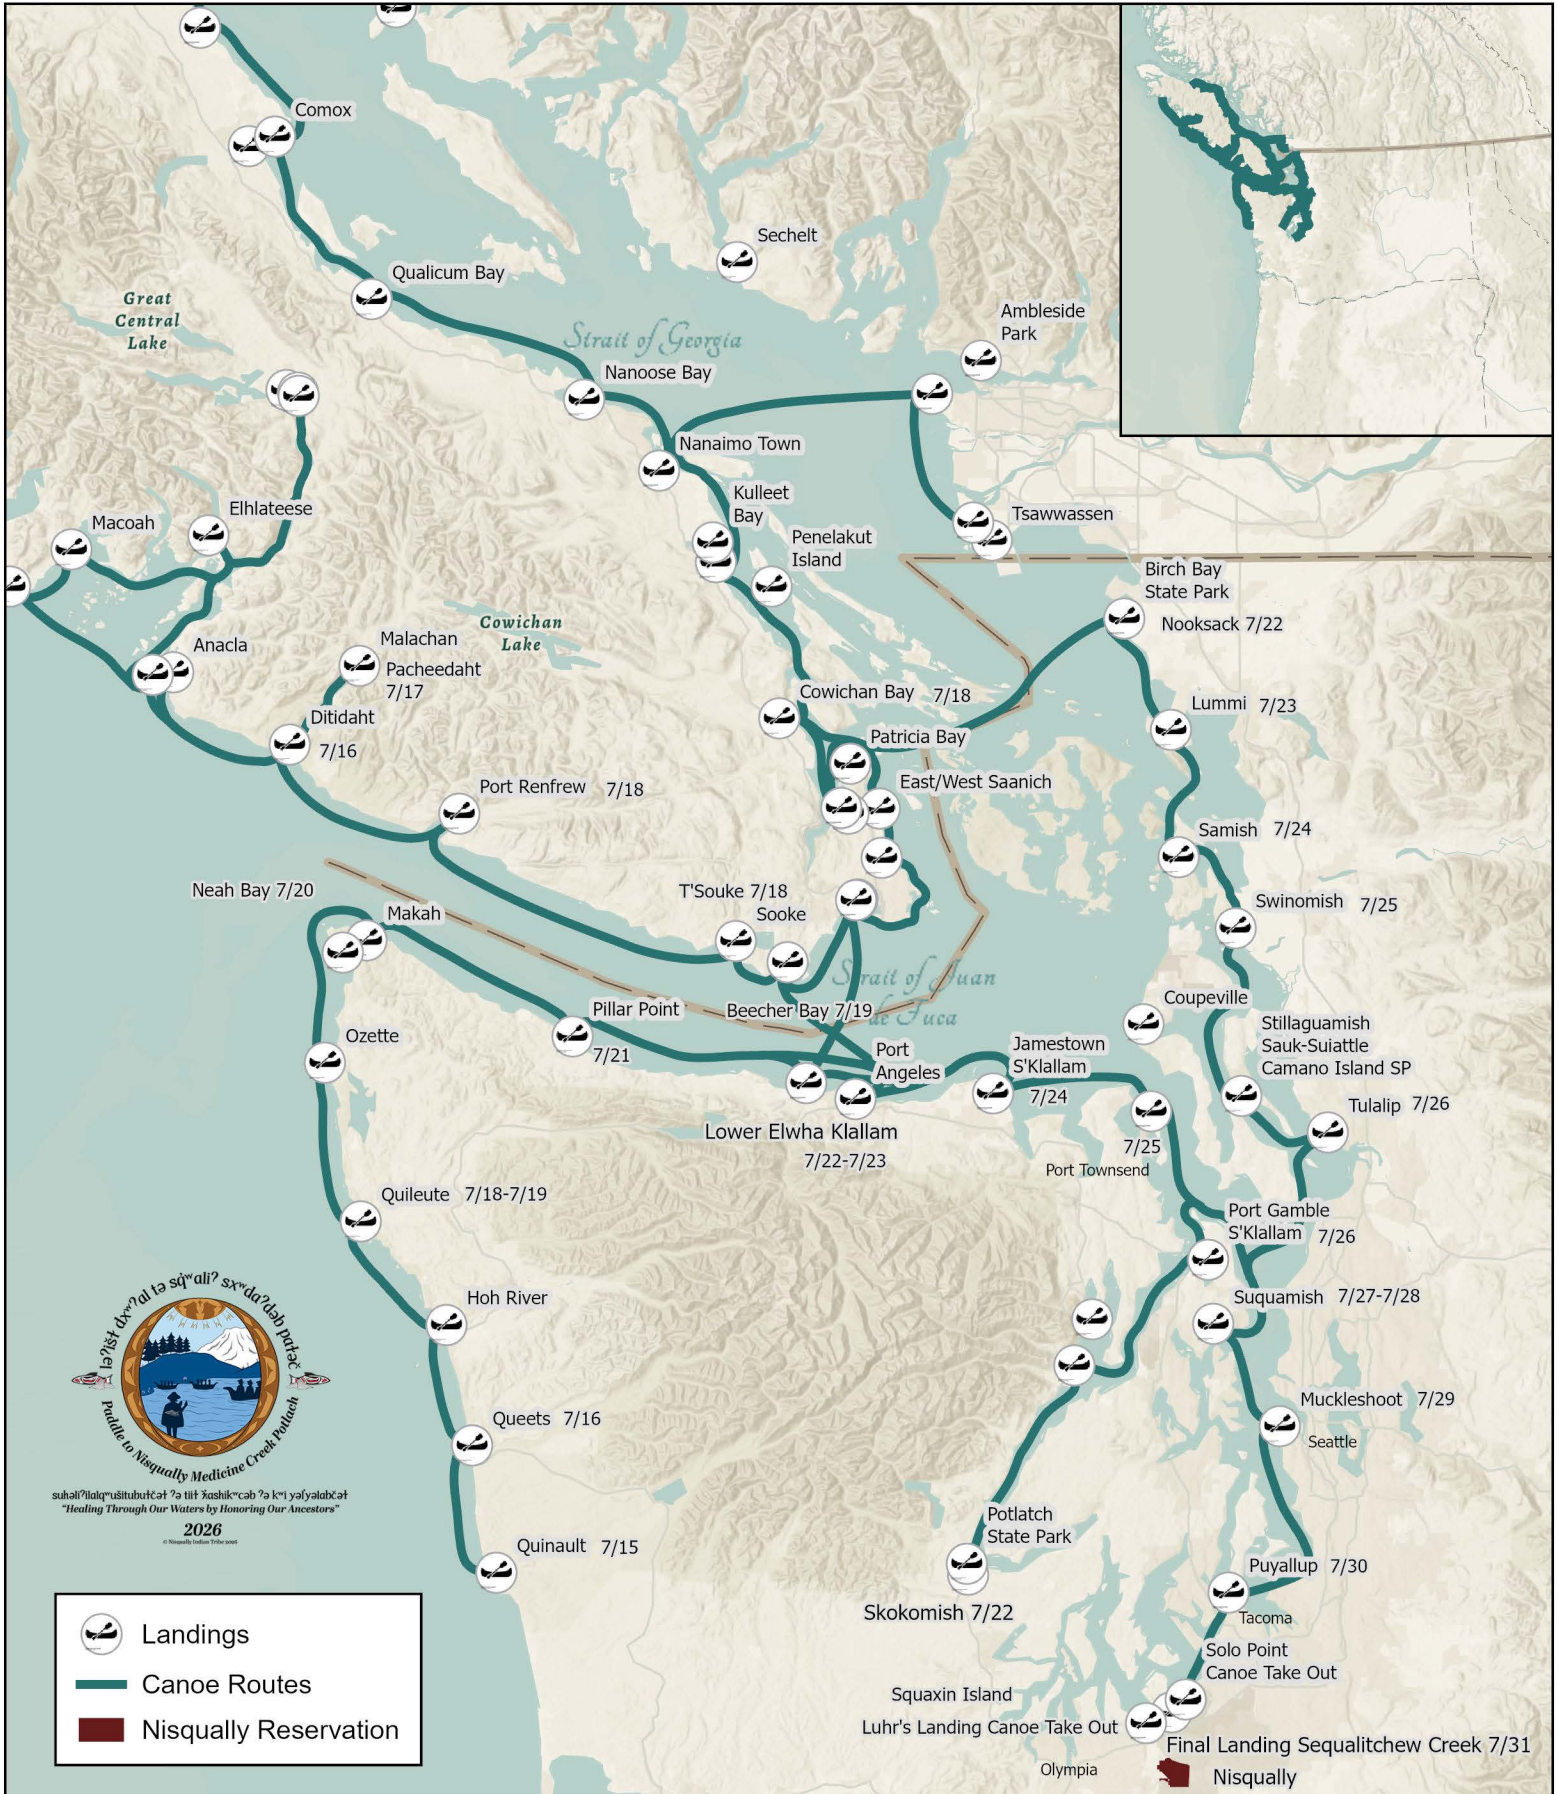 Comox
Sechelt
Qualicum Bay
Great
Central
Lake
Ambleside
Park
Strait of Georgia
Nanoose Bay
Nanaimo Town
Kulleet
Bay
Elhlateese
Macoah
Tsawwassen
Penelakut
Island
Birch Bay
State Park
Nooksack 7/22
Cowichan
Lake
Anacla
Malachan
Pacheedaht
7/17
Cowichan Bay 7/18
Lummi 7/23
Ditidaht
7/16
Patricia Bay
East/West Saanich
Port Renfrew 7/18
Samish 7/24
Neah Bay 7/20
T'Souke 7/18
Sooke
Makah
Swinomish 7/25
Strait of Juan
de Fuca
Coupeville
Pillar Point
7/21
Beecher Bay 7/19
Stillaguamish
Sauk-Suiattle
Camano Island SP
Ozette
Port
Angeles
Jamestown
S'Klallam
7/24
Tulalip 7/26
Lower Elwha Klallam
7/22-7/23
7/25
Port Townsend
Quileute 7/18-7/19
Port Gamble
S'Klallam 7/26
Hoh River
Suquamish 7/27-7/28
Muckleshoot 7/29
Seattle
Queets 7/16
Potlatch
State Park
Quinault 7/15
Puyallup 7/30
Tacoma
Skokomish 7/22
Solo Point
Canoe Take Out
Squaxin Island
Luhr's Landing Canoe Take Out
Final Landing Sequalitchew Creek 7/31
Olympia
Nisqually
Paddle to Nisqually Medicine Creek Potlach
"Healing Through Our Waters by Honoring Our Ancestors"
2026
© Nisqually Indian Tribe 2026
Landings
Canoe Routes
Nisqually Reservation